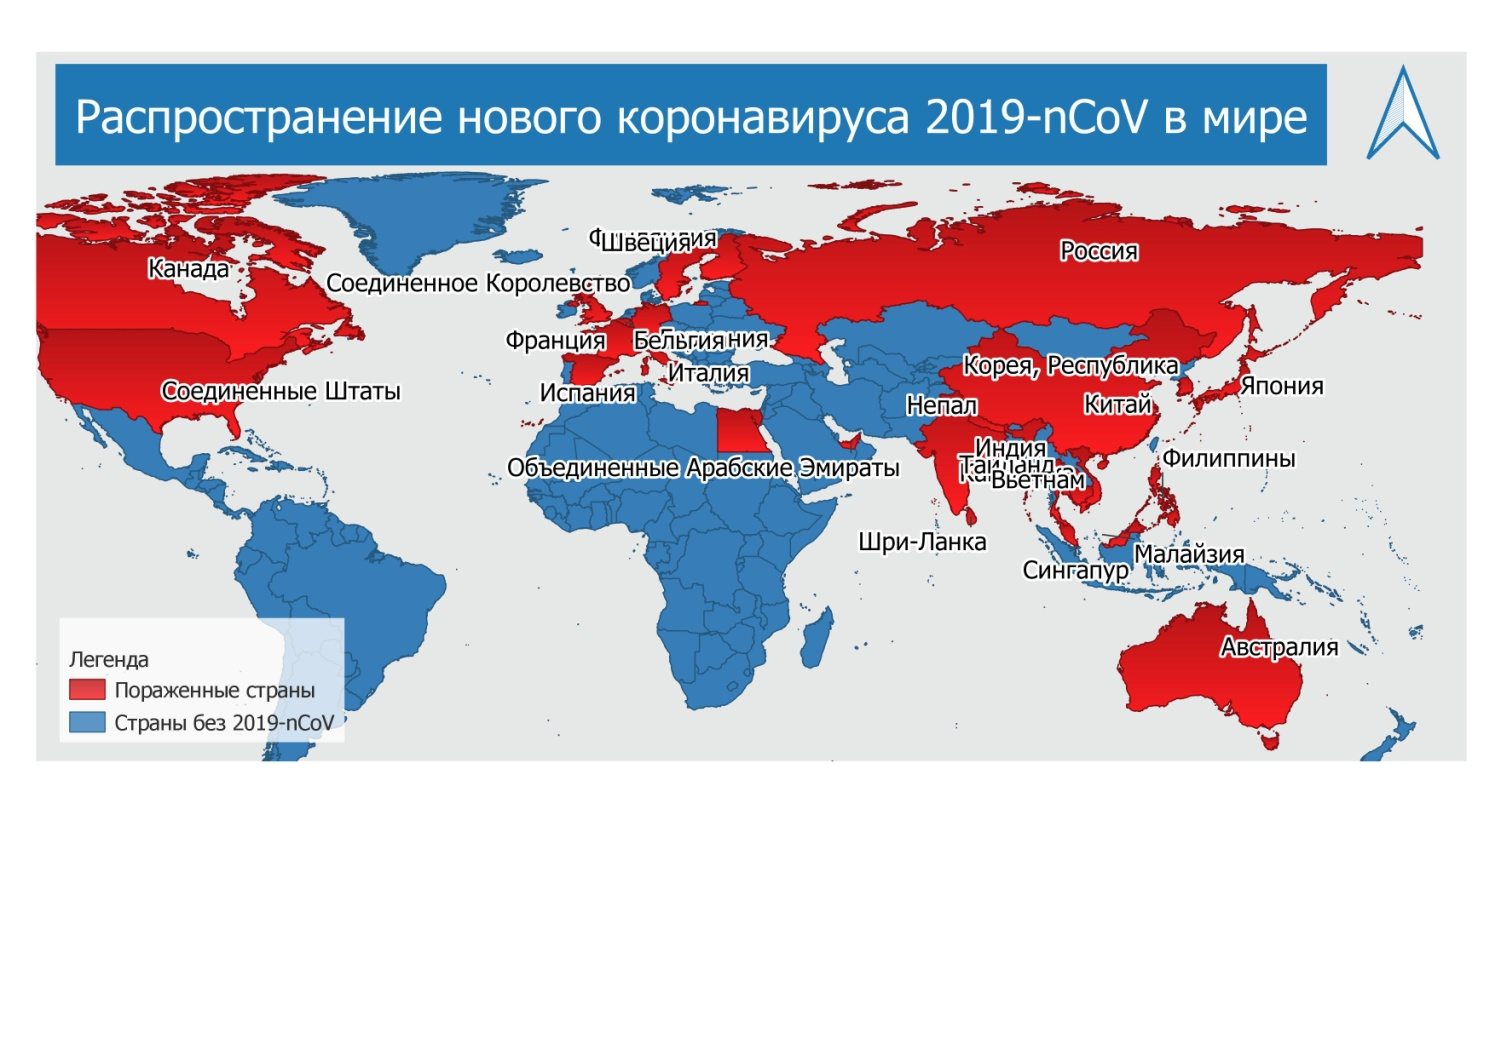 Распространение нового коронавируса 2019-nCoV в мире
Швеция
Россия
Канада
Соединенное Королевство
Франция
Бельгия
Корея, Республика
Италия
Соединенные Штаты
Испания
Япония
Непал
Китай
Индия
Филиппины
Таиланд
Объединенные Арабские Эмираты
Вьетнам
Шри-Ланка
Малайзия
Сингапур
Австралия
Легенда
Пораженные страны
Страны без 2019-nCoV